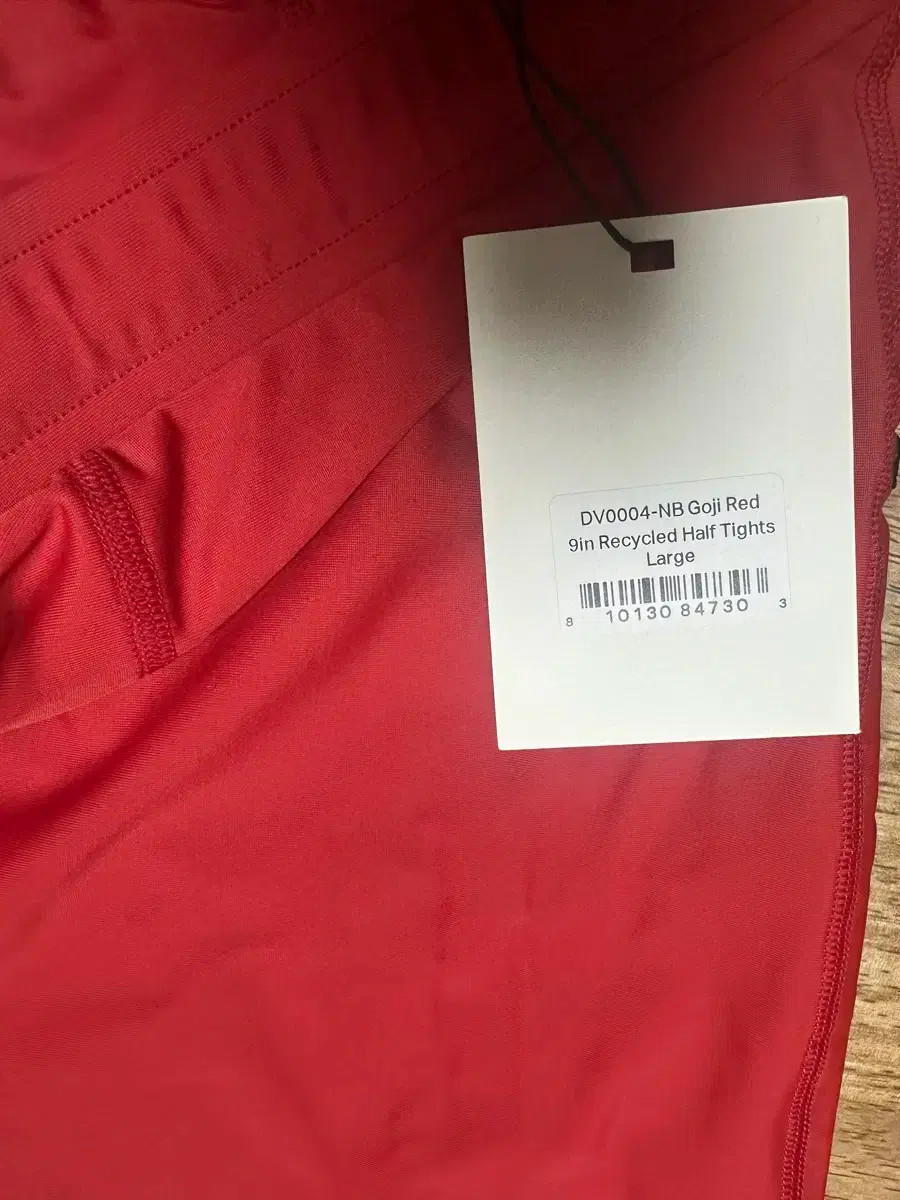 DV0004-NB Goji Red
9in Recycled Half Tights
Large
8 10130 84730 3